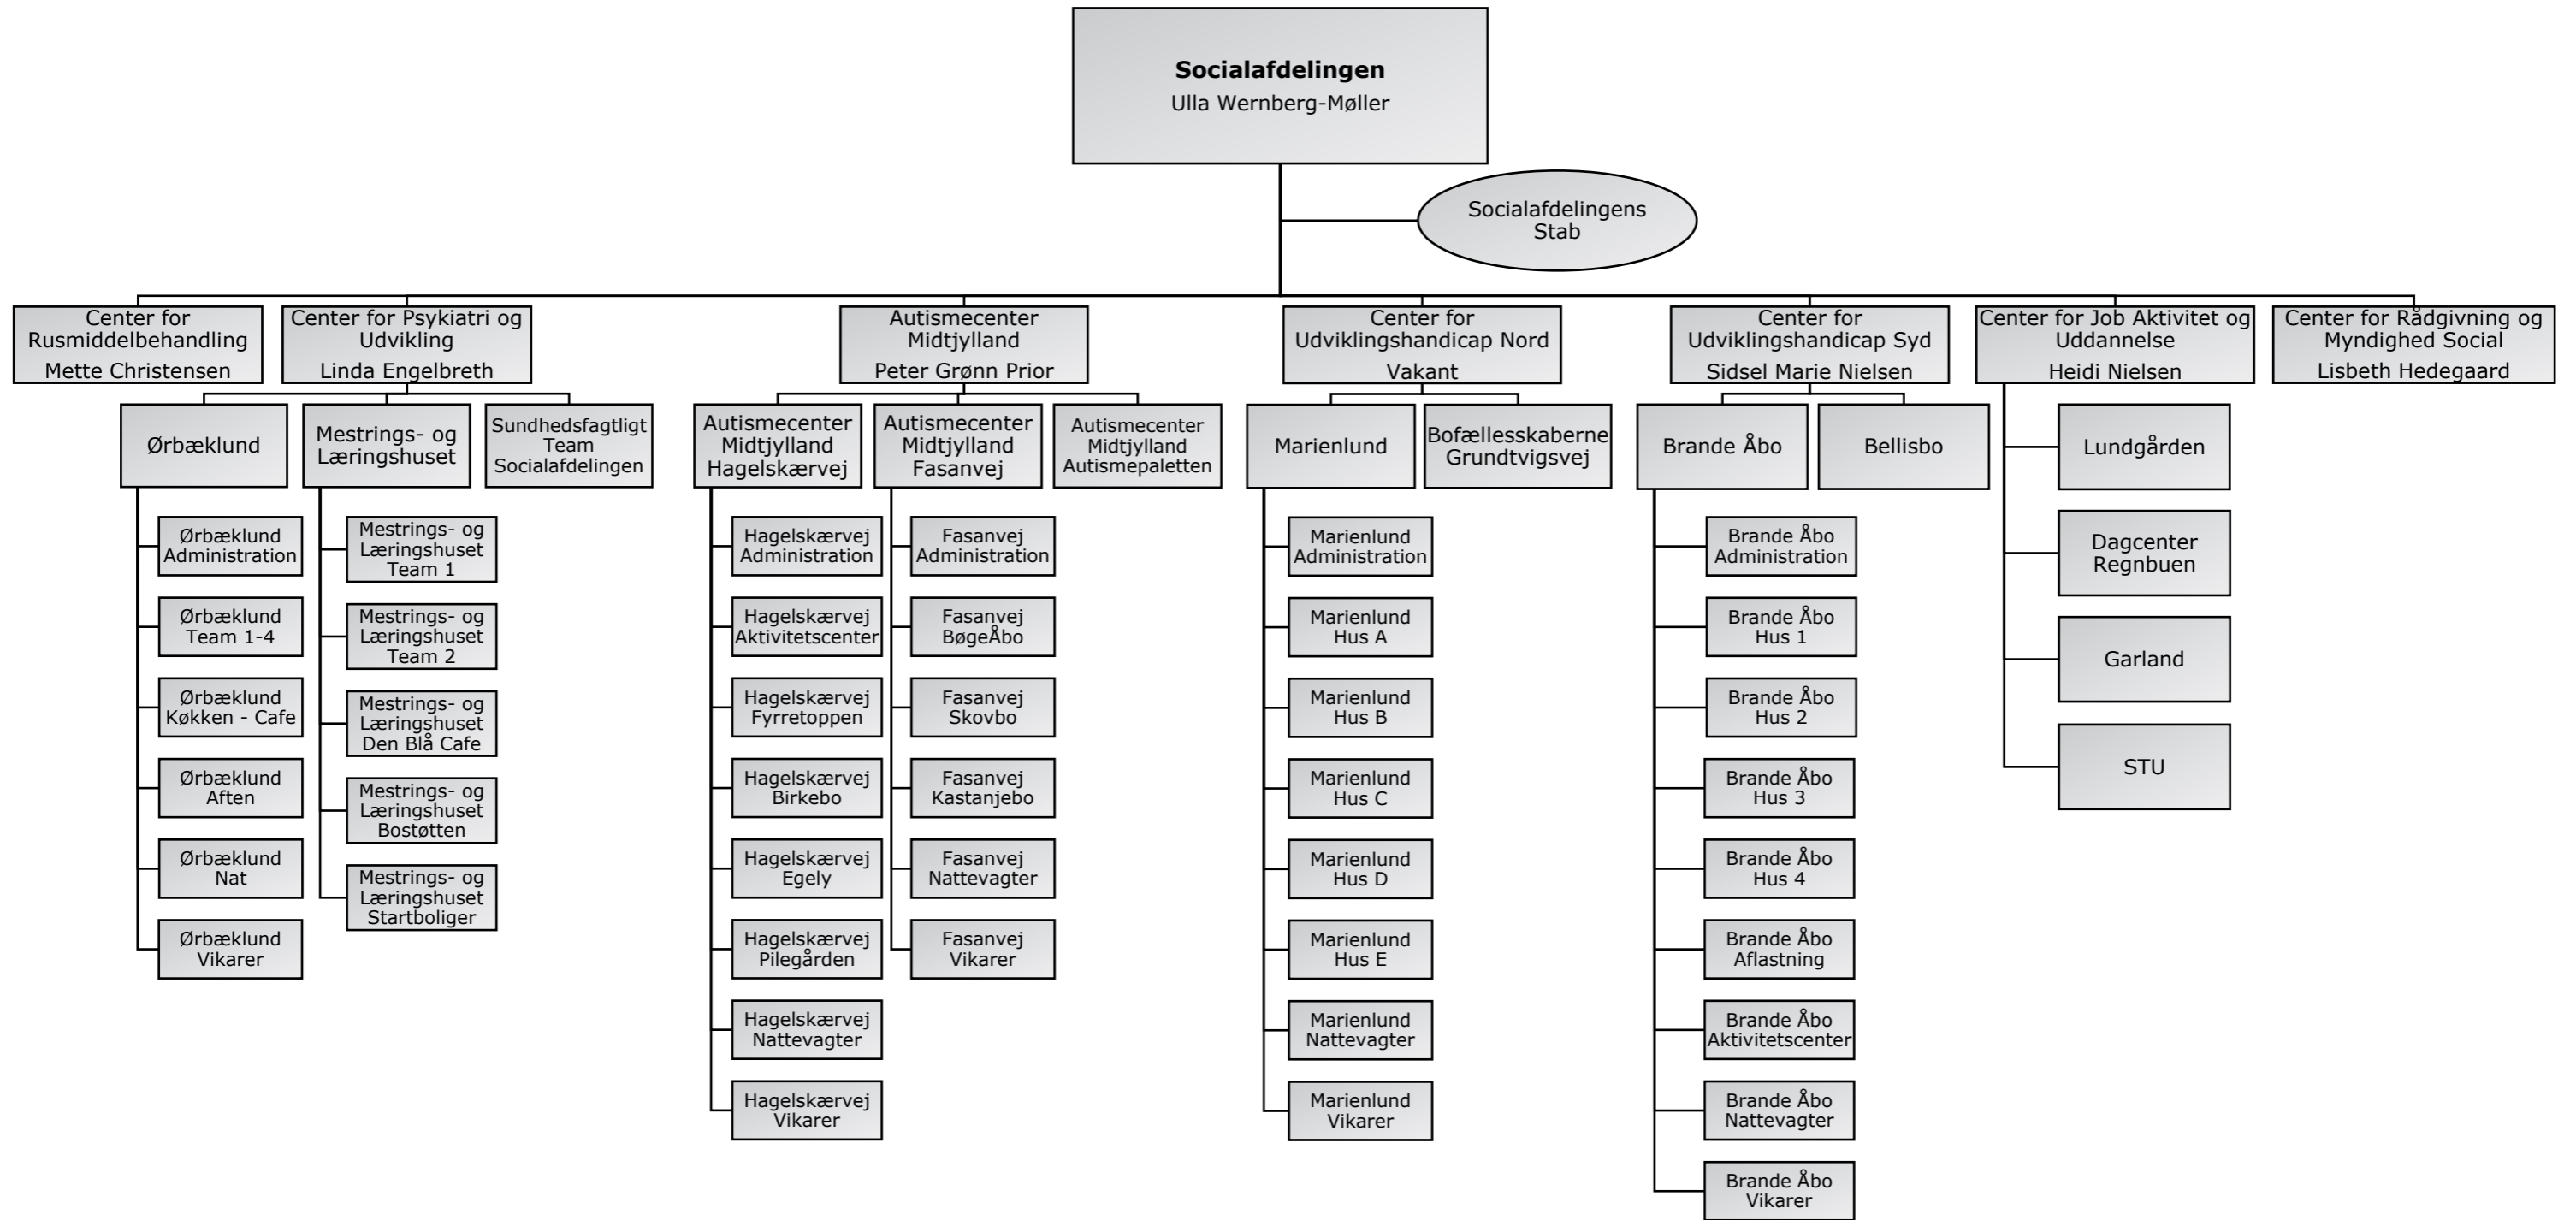 Socialafdelingen
Ulla Wernberg-Møller
Socialafdelingens
Stab
Center for
Rusmiddelbehandling
Mette Christensen
Center for Psykiatri og
Udvikling
Linda Engelbreth
Autismecenter
Midtjylland
Peter Grønn Prior
Center for
Udviklingshandicap Nord
Vakant
Center for
Udviklingshandicap Syd
Sidsel Marie Nielsen
Center for Job Aktivitet og
Uddannelse
Heidi Nielsen
Center for Rådgivning og
Myndighed Social
Lisbeth Hedegaard
Ørbæklund
Mestrings- og
Læringshuset
Sundhedsfagtligt
Team
Socialafdelingen
Autismecenter
Midtjylland
Hagelskærvej
Autismecenter
Midtjylland
Fasanvej
Autismecenter
Midtjylland
Autismepaletten
Marienlund
Bofællesskaberne
Grundtvigsvej
Brande Åbo
Bellisbo
Lundgården
Dagcenter
Regnbuen
Garland
STU
Ørbæklund
Administration
Ørbæklund
Team 1-4
Ørbæklund
Køkken - Cafe
Ørbæklund
Aften
Ørbæklund
Nat
Ørbæklund
Vikarer
Mestrings- og
Læringshuset
Team 1
Mestrings- og
Læringshuset
Team 2
Mestrings- og
Læringshuset
Den Blå Cafe
Mestrings- og
Læringshuset
Bostøtten
Mestrings- og
Læringshuset
Startboliger
Hagelskærvej
Administration
Hagelskærvej
Aktivitetscenter
Hagelskærvej
Fyrretoppen
Hagelskærvej
Birkebo
Hagelskærvej
Egely
Hagelskærvej
Pilegården
Hagelskærvej
Nattevagter
Hagelskærvej
Vikarer
Fasanvej
Administration
Fasanvej
BøgeÅbo
Fasanvej
Skovbo
Fasanvej
Kastanjebo
Fasanvej
Nattevagter
Fasanvej
Vikarer
Marienlund
Administration
Marienlund
Hus A
Marienlund
Hus B
Marienlund
Hus C
Marienlund
Hus D
Marienlund
Hus E
Marienlund
Nattevagter
Marienlund
Vikarer
Brande Åbo
Administration
Brande Åbo
Hus 1
Brande Åbo
Hus 2
Brande Åbo
Hus 3
Brande Åbo
Hus 4
Brande Åbo
Aflastning
Brande Åbo
Aktivitetscenter
Brande Åbo
Nattevagter
Brande Åbo
Vikarer